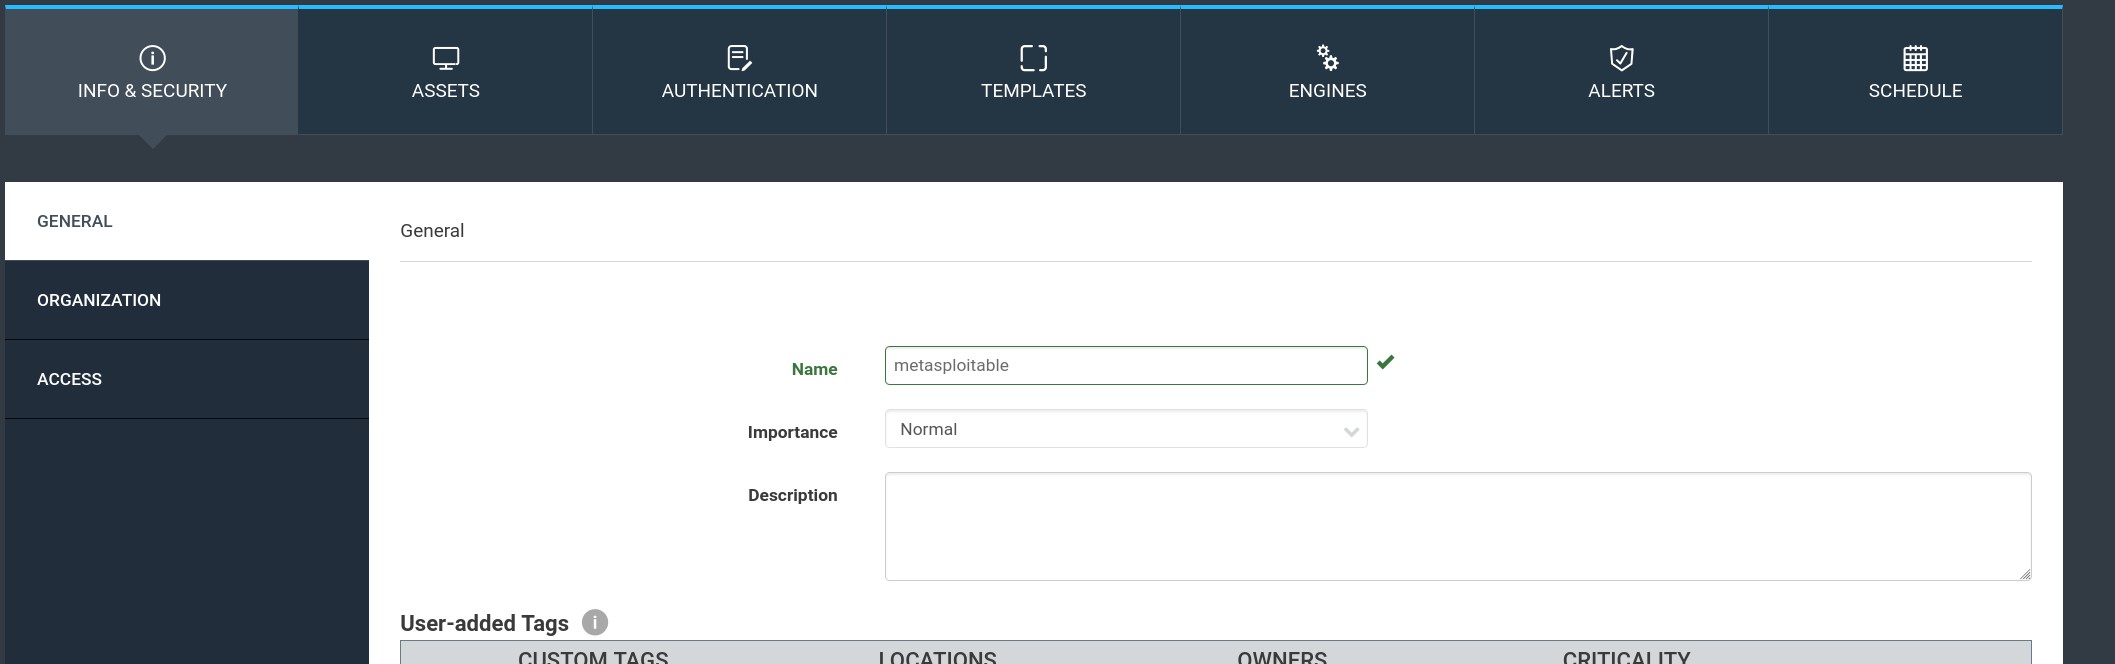 INFO & SECURITY
ASSETS
AUTHENTICATION
TEMPLATES
ENGINES
ALERTS
SCHEDULE
GENERAL
ORGANIZATION
ACCESS
General
Name
metasploitable
Importance
Normal
Description
User-added Tags
CUSTOM TAGS
LOCATIONS
OWNERS
CRITICALITY